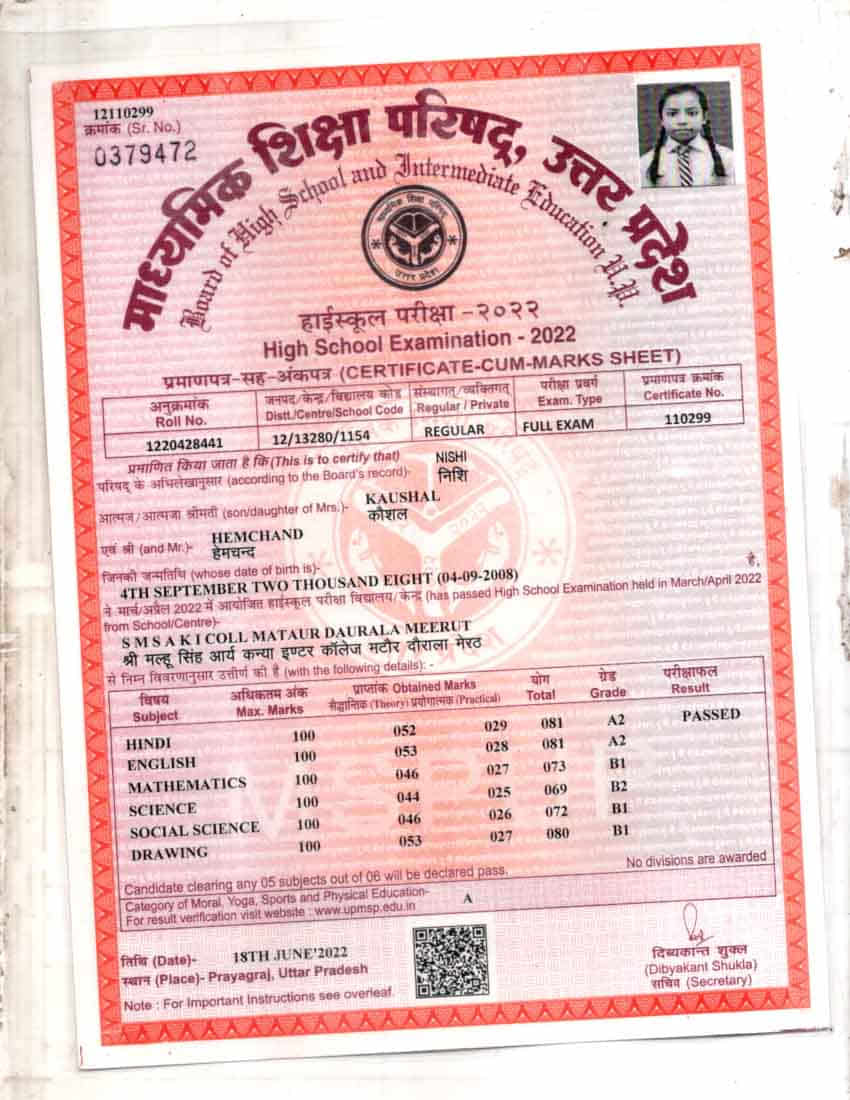 12110299
क्रमांक (Sr. No.)
0379472
माध्यमिक शिक्षा परिषद्, उत्तर प्रदेश
Board of High School and Intermediate Education U.P.
माध्यमिक शिक्षा परिषद्
उत्तर प्रदेश
हाईस्कूल परीक्षा -२०२२
High School Examination - 2022
प्रमाणपत्र-सह-अंकपत्र (CERTIFICATE-CUM-MARKS SHEET)
अनुक्रमांक जनपद/केन्द्र/विद्यालय कोड संस्थागत/व्यक्तिगत परीक्षा प्रवर्ग प्रमाणपत्र क्रमांक
Roll No. Distt./Centre/School Code Regular / Private Exam. Type Certificate No.
1220428441 12/13280/1154 REGULAR FULL EXAM 110299
प्रमाणित किया जाता है कि (This is to certify that) NISHI
परिषद् के अभिलेखानुसार (according to the Board's record)- निशि
KAUSHAL
आत्मज/आत्मजा श्रीमती (son/daughter of Mrs.)- कौशल
HEMCHAND
एवं श्री (and Mr.)- हेमचन्द
जिनकी जन्मतिथि (whose date of birth is)- है,
4TH SEPTEMBER TWO THOUSAND EIGHT (04-09-2008)
ने मार्च/अप्रैल 2022 में आयोजित हाईस्कूल परीक्षा विद्यालय/केन्द्र (has passed High School Examination held in March/April 2022
from School/Centre)-
S M S A K I COLL MATAUR DAURALA MEERUT
श्री मल्हू सिंह आर्य कन्या इण्टर कॉलेज मटौर दौराला मेरठ
से निम्न विवरणानुसार उत्तीर्ण की है (with the following details): -
विषय अधिकतम अंक प्राप्तांक Obtained Marks योग ग्रेड परीक्षाफल
Subject Max. Marks सैद्धान्तिक (Theory) प्रयोगात्मक (Practical) Total Grade Result
HINDI 100 052 029 081 A2 PASSED
ENGLISH 100 053 028 081 A2
MATHEMATICS 100 046 027 073 B1
SCIENCE 100 044 025 069 B2
SOCIAL SCIENCE 100 046 026 072 B1
DRAWING 100 053 027 080 B1
Candidate clearing any 05 subjects out of 06 will be declared pass. No divisions are awarded
Category of Moral, Yoga, Sports and Physical Education- A
For result verification visit website : www.upmsp.edu.in
तिथि (Date)- 18TH JUNE'2022
स्थान (Place)- Prayagraj, Uttar Pradesh
Note : For Important Instructions see overleaf.
दिब्यकान्त शुक्ल
(Dibyakant Shukla)
सचिव (Secretary)